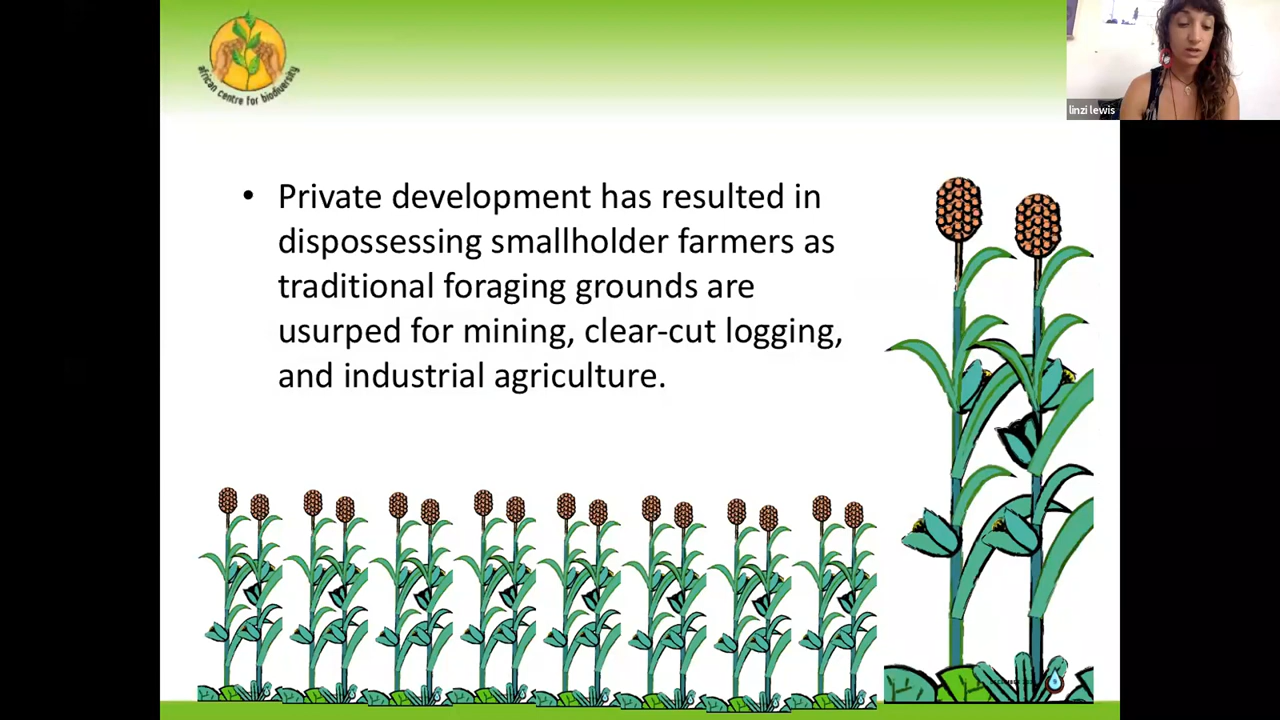 african centre for biodiversity
linzi lewis
• Private development has resulted in
dispossessing smallholder farmers as
traditional foraging grounds are
usurped for mining, clear-cut logging,
and industrial agriculture.